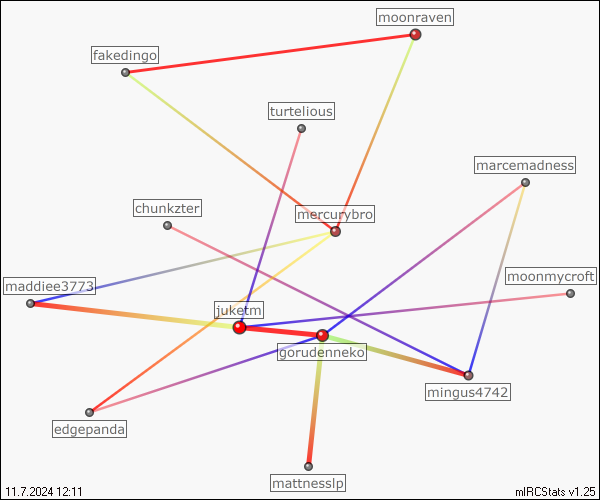 moonraven
fakedingo
turtelious
marcemadness
chunkzter
mercurybro
moonmycroft
maddiee3773
juketm
gorudenneko
mingus4742
edgepanda
mattnesslp
11.7.2024 12:11
mIRCStats v1.25